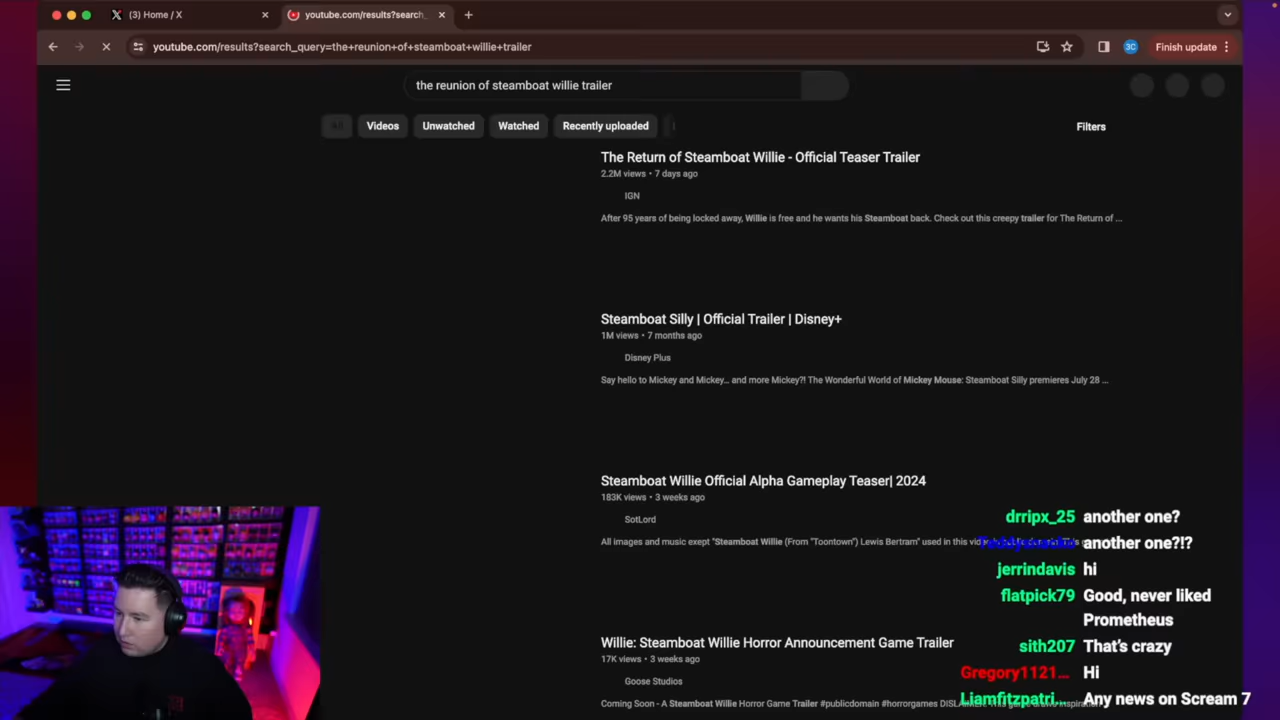 (3) Home / X
youtube.com/results?search_
youtube.com/results?search_query=the+reunion+of+steamboat+willie+trailer
3C
Finish update
the reunion of steamboat willie trailer
All
Videos
Unwatched
Watched
Recently uploaded
Filters
The Return of Steamboat Willie - Official Teaser Trailer
2.2M views • 7 days ago
IGN
After 95 years of being locked away, Willie is free and he wants his Steamboat back. Check out this creepy trailer for The Return of ...
Steamboat Silly | Official Trailer | Disney+
1M views • 7 months ago
Disney Plus
Say hello to Mickey and Mickey... and more Mickey?! The Wonderful World of Mickey Mouse: Steamboat Silly premieres July 28 ...
Steamboat Willie Official Alpha Gameplay Teaser| 2024
183K views • 3 weeks ago
SotLord
All images and music exept "Steamboat Willie (From "Toontown") Lewis Bertram" used in this
Willie: Steamboat Willie Horror Announcement Game Trailer
17K views • 3 weeks ago
Goose Studios
Coming Soon - A Steamboat Willie Horror Game Trailer #publicdomain #horrorgames
drripx_25 another one?
another one?!?
jerrindavis hi
flatpick79 Good, never liked
Prometheus
sith207 That's crazy
Gregory1121... Hi
Liamfitzpatri... Any news on Scream 7